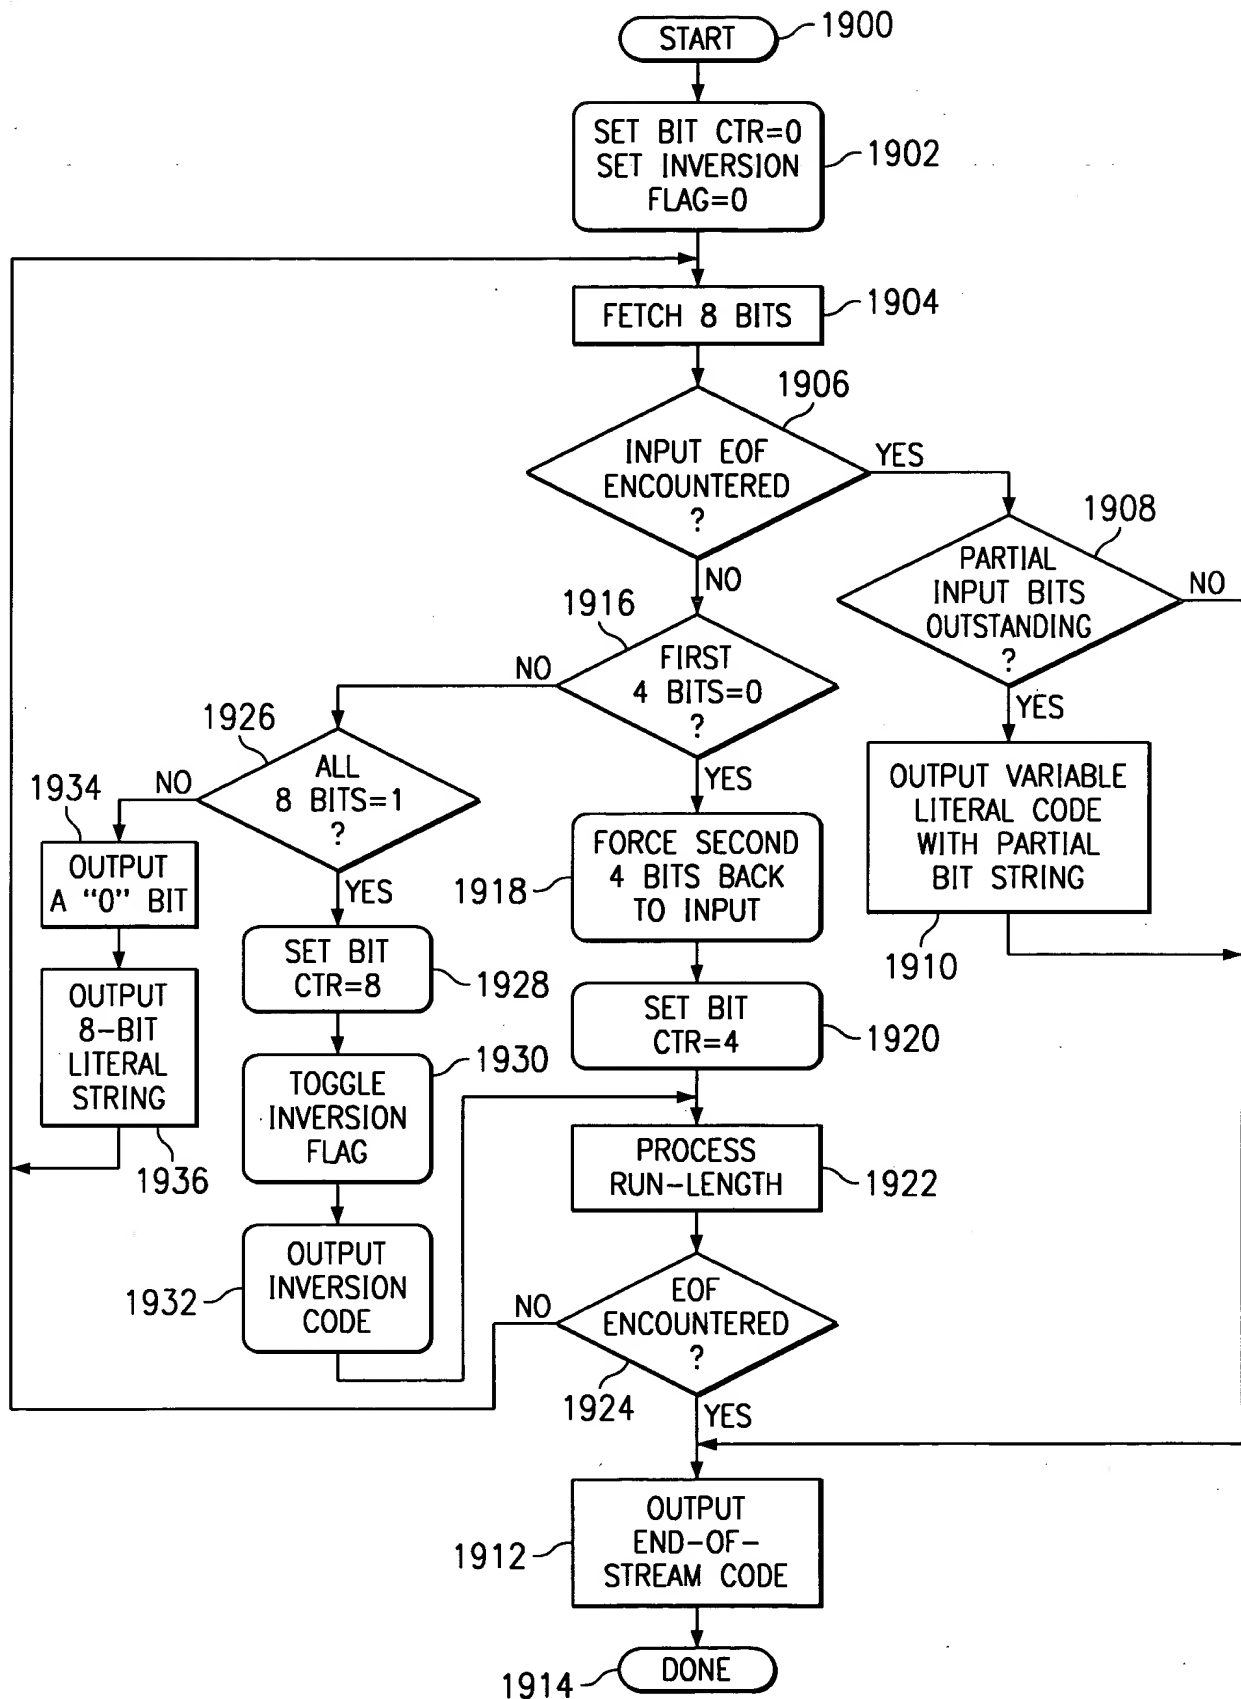 START
1900
SET BIT CTR=0
SET INVERSION
FLAG=0
1902
FETCH 8 BITS
1904
1906
INPUT EOF
ENCOUNTERED
?
YES
NO
1908
PARTIAL
INPUT BITS
OUTSTANDING
?
NO
YES
1916
FIRST
4 BITS=0
?
NO
YES
1926
ALL
8 BITS=1
?
NO
YES
1934
OUTPUT
A "0" BIT
OUTPUT
8-BIT
LITERAL
STRING
1936
SET BIT
CTR=8
1928
TOGGLE
INVERSION
FLAG
1930
OUTPUT
INVERSION
CODE
1932
FORCE SECOND
4 BITS BACK
TO INPUT
1918
SET BIT
CTR=4
1920
OUTPUT VARIABLE
LITERAL CODE
WITH PARTIAL
BIT STRING
1910
PROCESS
RUN-LENGTH
1922
EOF
ENCOUNTERED
?
NO
1924
YES
OUTPUT
END-OF-
STREAM CODE
1912
DONE
1914